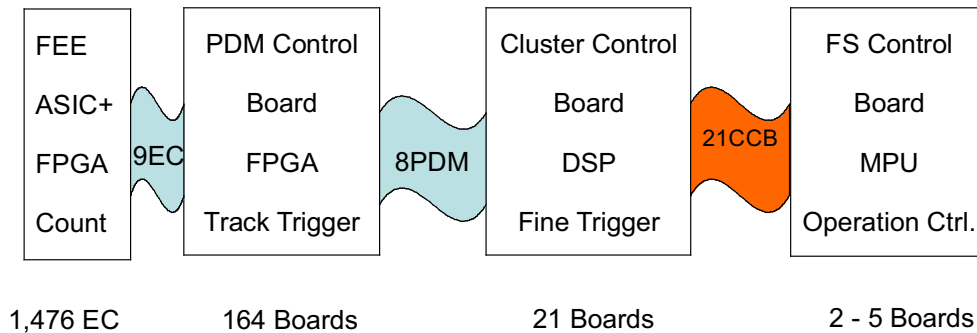 FEE
ASIC+
FPGA
Count
9EC
PDM Control
Board
FPGA
Track Trigger
8PDM
Cluster Control
Board
DSP
Fine Trigger
21CCB
FS Control
Board
MPU
Operation Ctrl.
1,476 EC
164 Boards
21 Boards
2 - 5 Boards